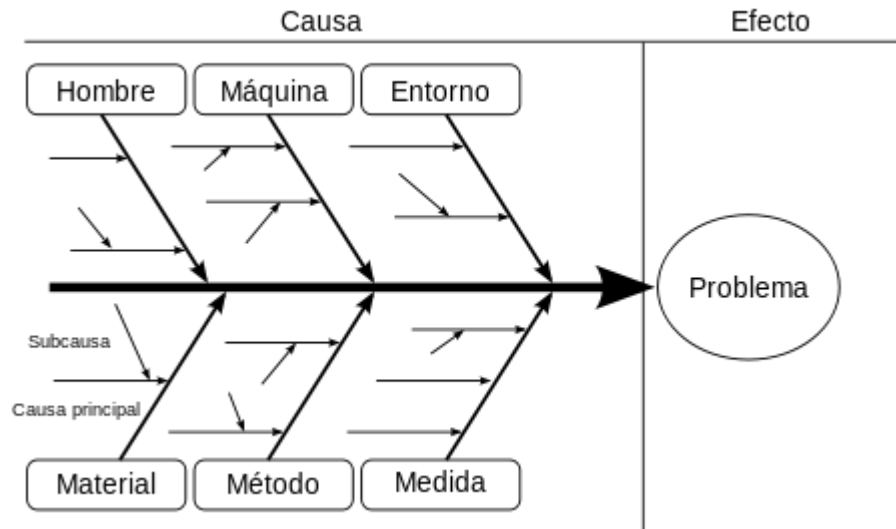 Causa
Efecto
Hombre
Máquina
Entorno
Problema
Subcausa
Causa principal
Material
Método
Medida